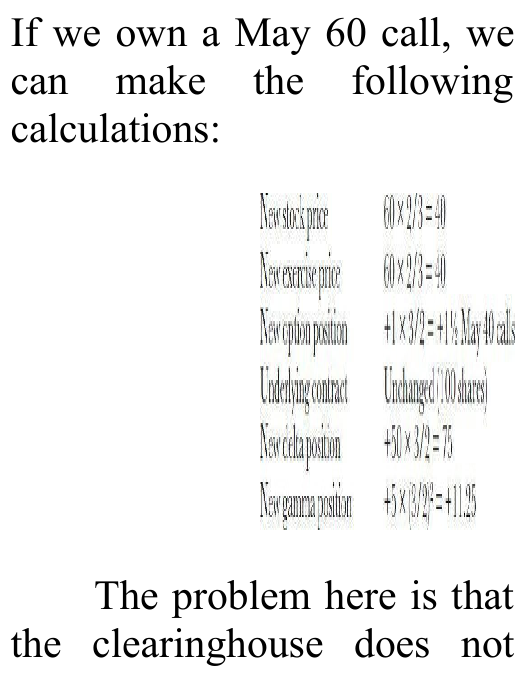 If we own a May 60 call, we
can make the following
calculations:
New stock price 60 × 2/3 = 40
New exercise price 60 × 2/3 = 40
New option position +1 × 3/2 = +1½ May 40 calls
Underlying contract Unchanged (100 shares)
New delta position +50 × 3/2 = 75
New gamma position +5 × (3/2)² = +11.25
The problem here is that
the clearinghouse does not